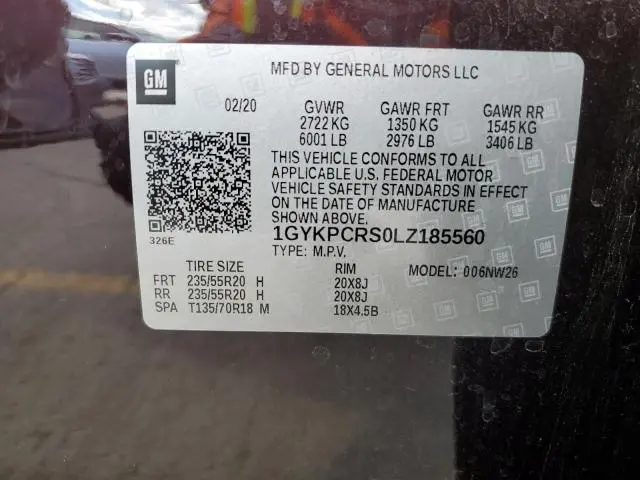 GM
MFD BY GENERAL MOTORS LLC
02/20 GVWR GAWR FRT GAWR RR
2722 KG 1350 KG 1545 KG
6001 LB 2976 LB 3406 LB
THIS VEHICLE CONFORMS TO ALL
APPLICABLE U.S. FEDERAL MOTOR
VEHICLE SAFETY STANDARDS IN EFFECT
ON THE DATE OF MANUFACTURE
SHOWN ABOVE.
326E
1GYKPCRS0LZ185560
TYPE: M.P.V.
TIRE SIZE RIM MODEL: 006NW26
FRT 235/55R20 H 20X8J
RR 235/55R20 H 20X8J
SPA T135/70R18 M 18X4.5B